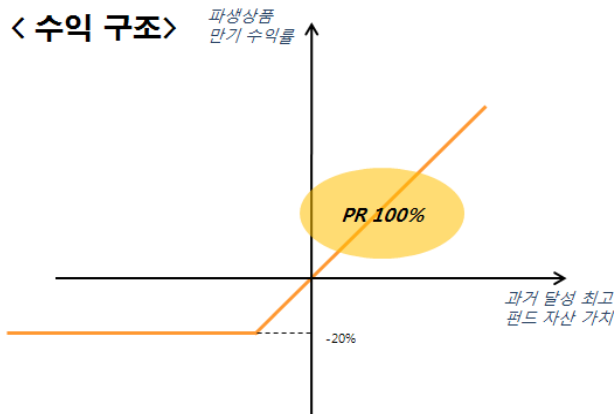 < 수익 구조>
파생상품
만기 수익률
PR 100%
과거 달성 최고
펀드 자산 가치
-20%